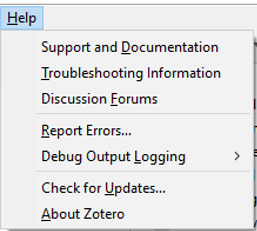 Help
Support and Documentation
Troubleshooting Information
Discussion Forums
Report Errors...
Debug Output Logging
Check for Updates...
About Zotero